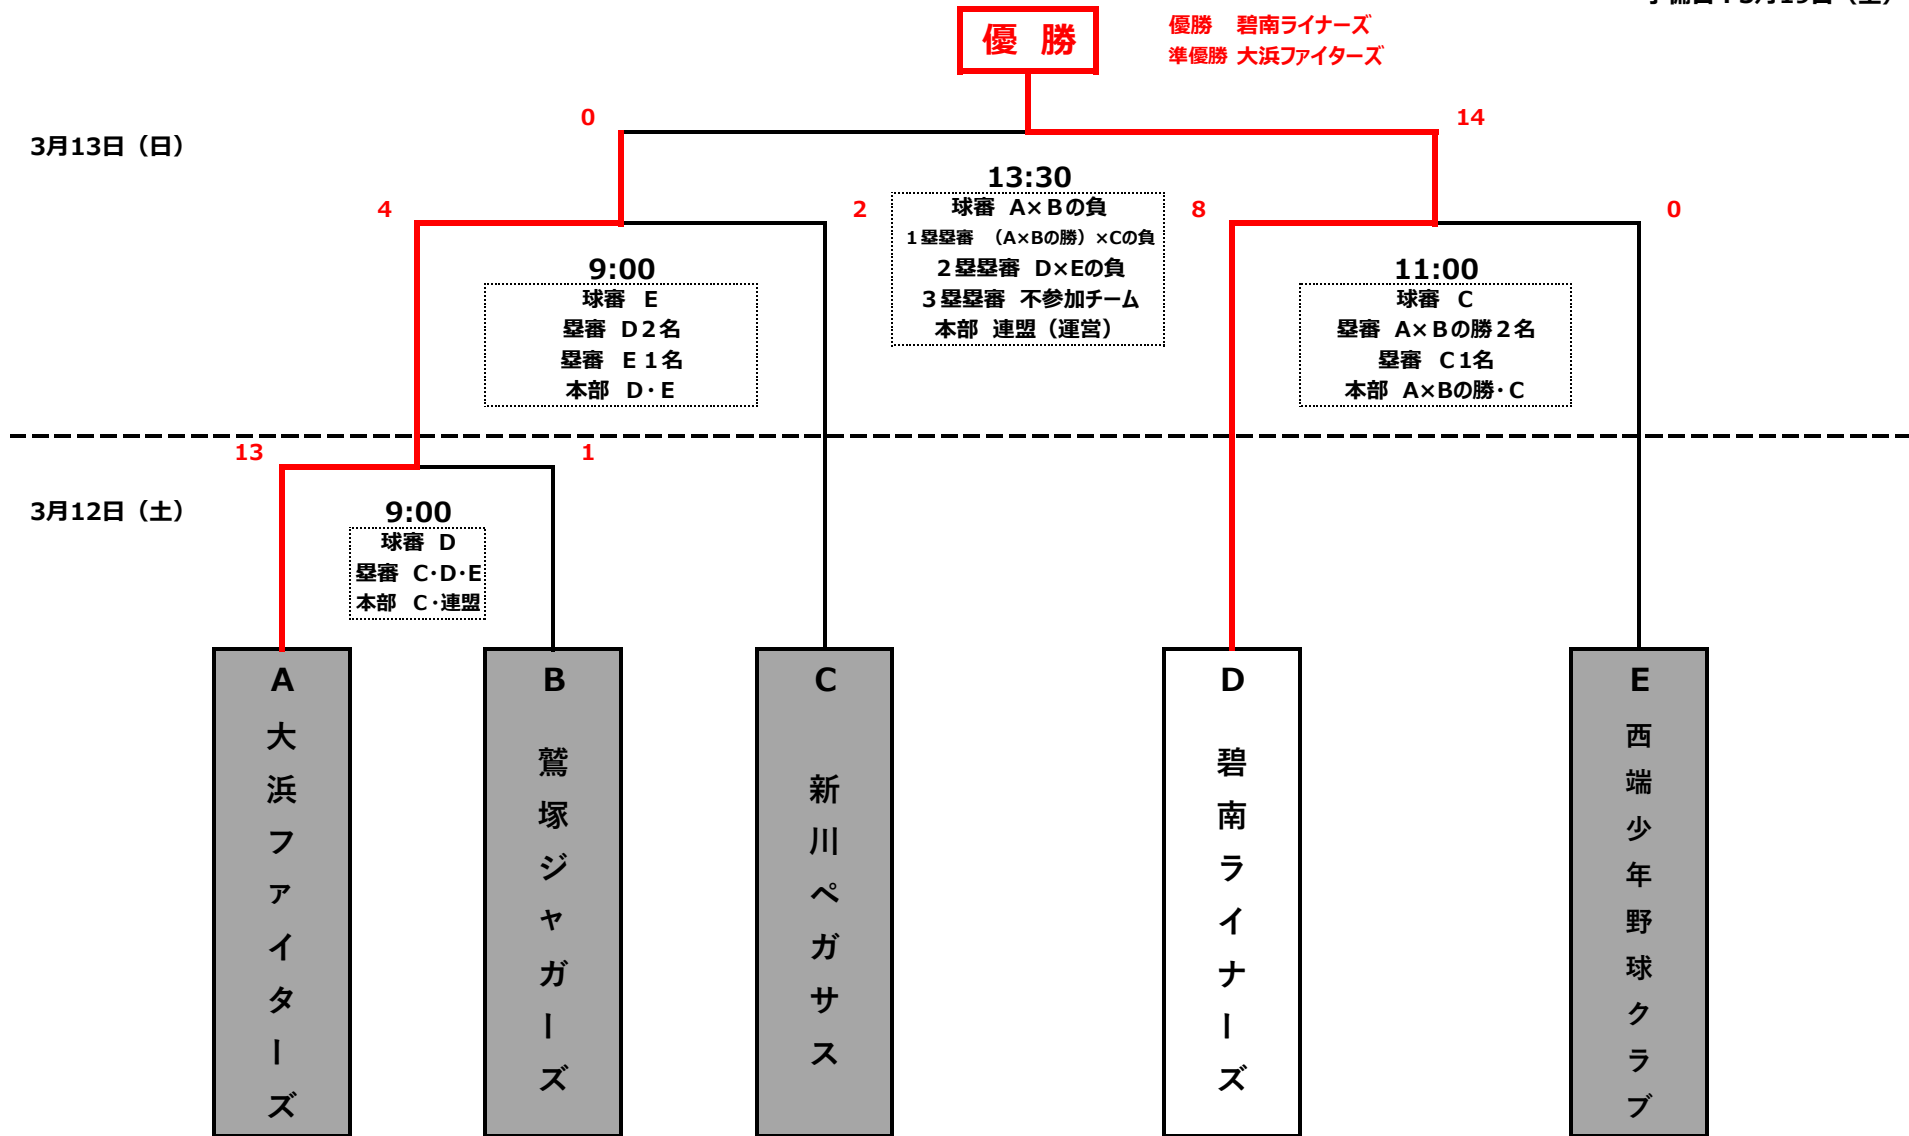 優 勝
優勝 碧南ライナーズ
準優勝 大浜ファイターズ
0
14
3月13日（日）
13:30
球審 A×Bの負
1塁塁審 （A×Bの勝）×Cの負
2塁塁審 D×Eの負
3塁塁審 不参加チーム
本部 連盟（運営）
4
2
8
0
9:00
球審 E
塁審 D2名
塁審 E1名
本部 D・E
11:00
球審 C
塁審 A×Bの勝2名
塁審 C1名
本部 A×Bの勝・C
13
1
3月12日（土）
9:00
球審 D
塁審 C・D・E
本部 C・連盟
A 大浜ファイターズ
B 鷲塚ジャガーズ
C 新川ペガサス
D 碧南ライナーズ
E 西端少年野球クラブ